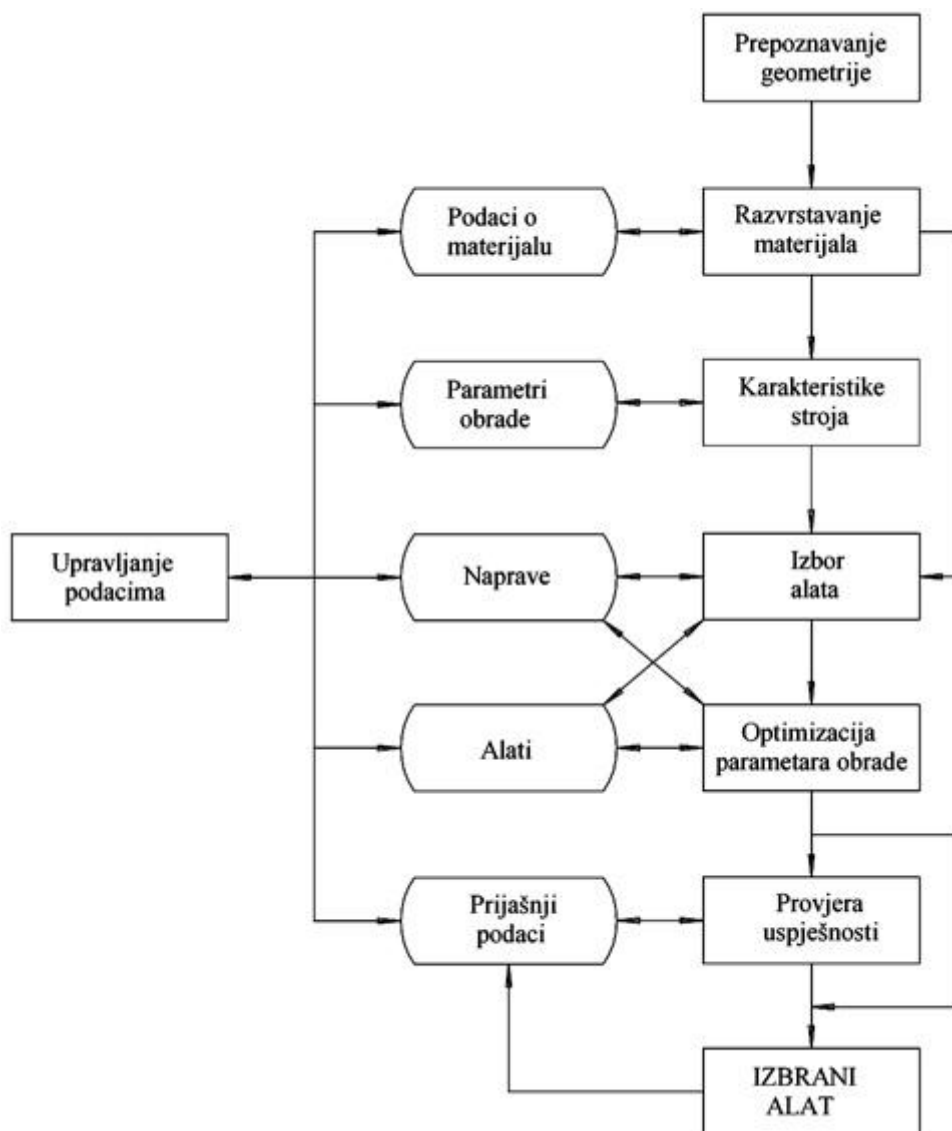 Prepoznavanje
geometrije
Podaci o
materijalu
Razvrstavanje
materijala
Parametri
obrade
Karakteristike
stroja
Upravljanje
podacima
Naprave
Izbor
alata
Alati
Optimizacija
parametara obrade
Prijašnji
podaci
Provjera
uspješnosti
IZBRANI
ALAT